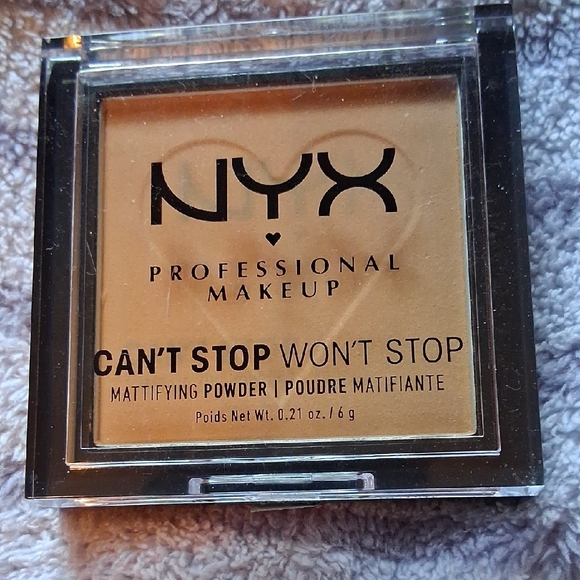 NYX
PROFESSIONAL
MAKEUP
CAN'T STOP WON'T STOP
MATTIFYING POWDER | POUDRE MATIFIANTE
Poids Net Wt. 0.21 oz. / 6 g